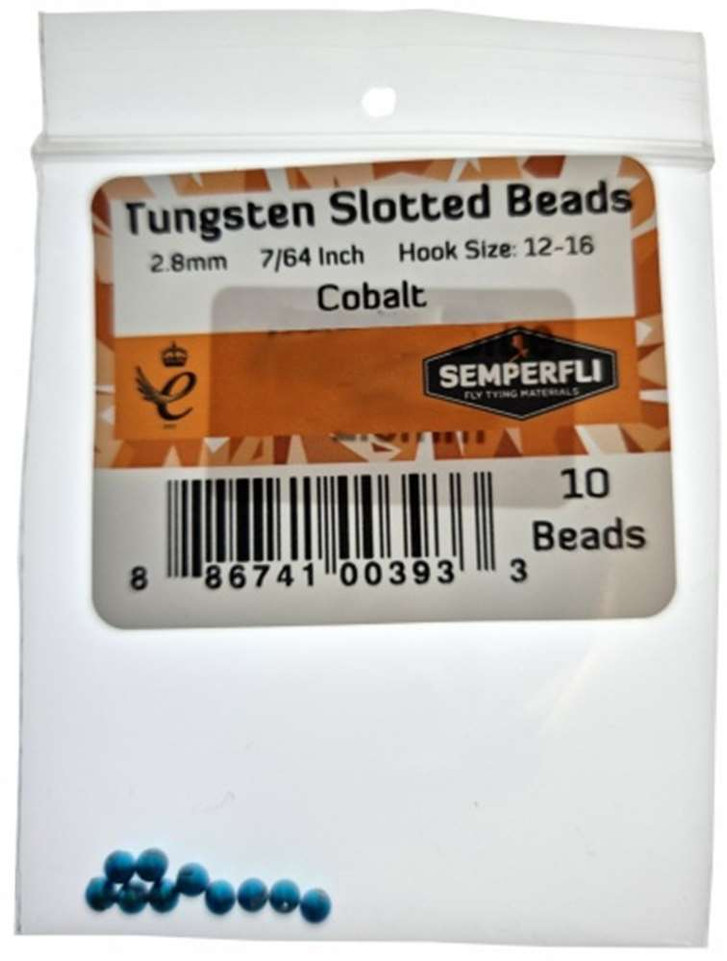 Tungsten Slotted Beads
2.8mm 7/64 Inch Hook Size: 12-16
Cobalt
SEMPERFLI
FLY TYING MATERIALS
10
Beads
8 86741 00393 3